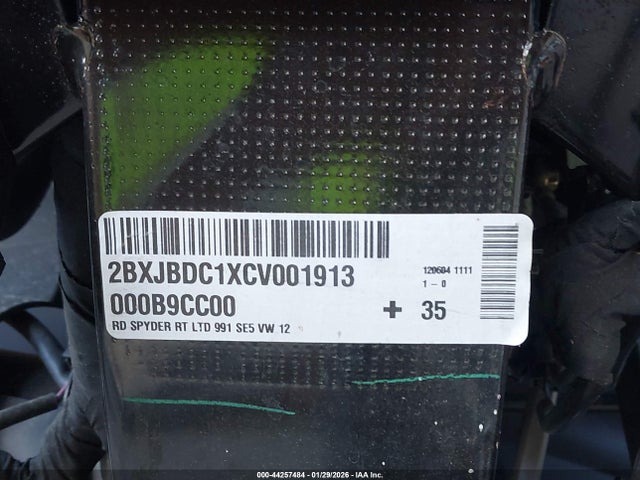 2BXJBDC1XCV001913
120604 1111
1 - 0
000B9CC00
+ 35
RD SPYDER RT LTD 991 SE5 VW 12
000-44257484 - 01/29/2026 - IAA Inc.